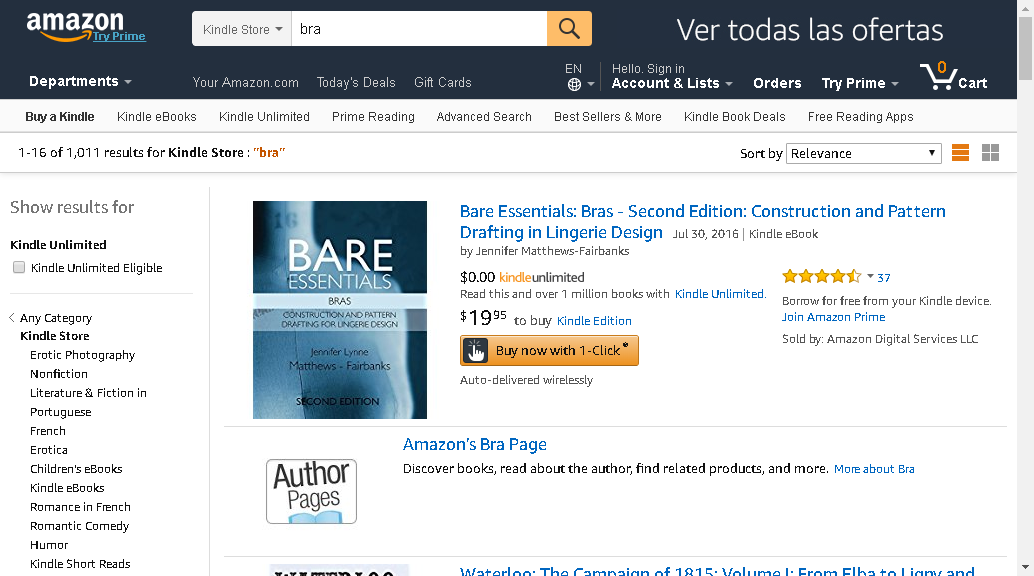 amazon
Try Prime
Kindle Store
bra
Ver todas las ofertas
Departments
Your Amazon.com Today's Deals Gift Cards
EN
Hello. Sign in
Account & Lists
Orders
Try Prime
0
Cart
Buy a Kindle Kindle eBooks Kindle Unlimited Prime Reading Advanced Search Best Sellers & More Kindle Book Deals Free Reading Apps
1-16 of 1,011 results for Kindle Store : "bra"
Sort by Relevance
Show results for
Kindle Unlimited
Kindle Unlimited Eligible
Any Category
Kindle Store
Erotic Photography
Nonfiction
Literature & Fiction in
Portuguese
French
Erotica
Children's eBooks
Kindle eBooks
Romance in French
Romantic Comedy
Humor
Kindle Short Reads
BARE
ESSENTIALS
BRAS
CONSTRUCTION AND PATTERN
DRAFTING FOR LINGERIE DESIGN
Jennifer Lynne
Matthews - Fairbanks
SECOND EDITION
Bare Essentials: Bras - Second Edition: Construction and Pattern
Drafting in Lingerie Design Jul 30, 2016 | Kindle eBook
by Jennifer Matthews-Fairbanks
$0.00 kindleunlimited
Read this and over 1 million books with Kindle Unlimited.
$19 95 to buy Kindle Edition
Buy now with 1-Click®
Auto-delivered wirelessly
37
Borrow for free from your Kindle device.
Join Amazon Prime
Sold by: Amazon Digital Services LLC
Author
Pages
Amazon's Bra Page
Discover books, read about the author, find related products, and more. More about Bra
WATERLOO
Waterloo: The Campaign of 1815: Volume I: From Elba to Ligny and